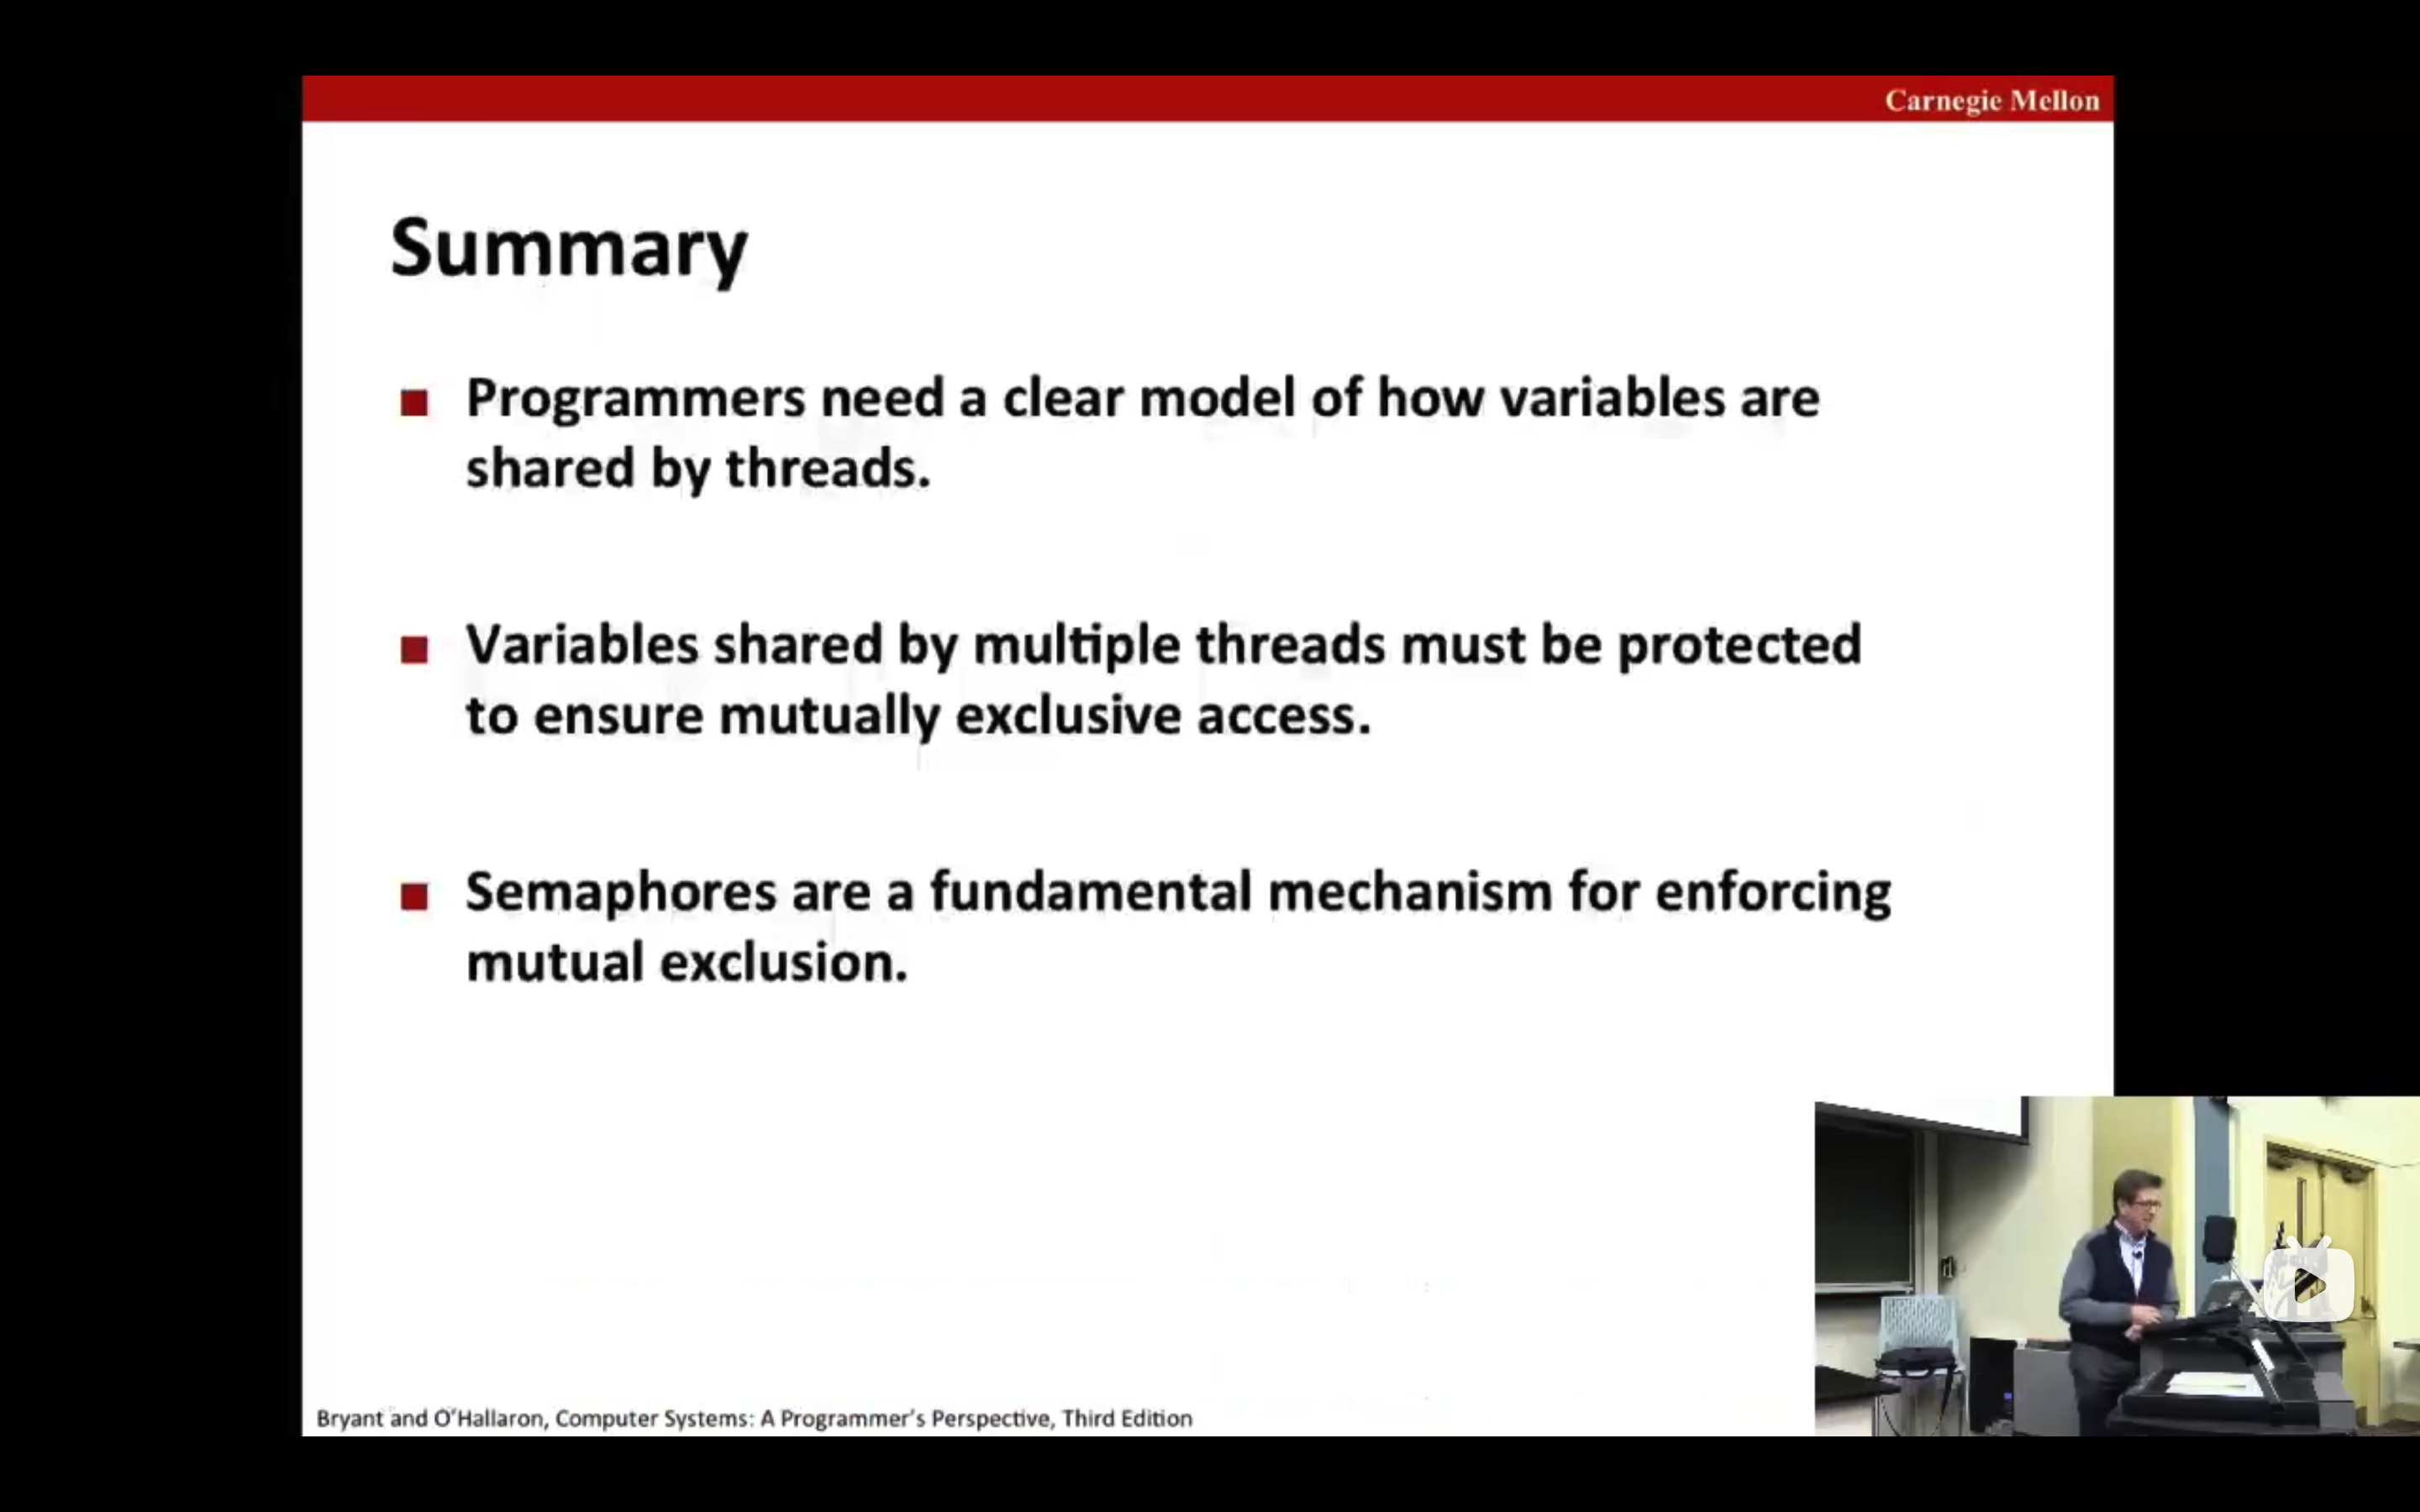 Carnegie Mellon
Summary
Programmers need a clear model of how variables are
shared by threads.
Variables shared by multiple threads must be protected
to ensure mutually exclusive access.
Semaphores are a fundamental mechanism for enforcing
mutual exclusion.
Bryant and O'Hallaron, Computer Systems: A Programmer's Perspective, Third Edition